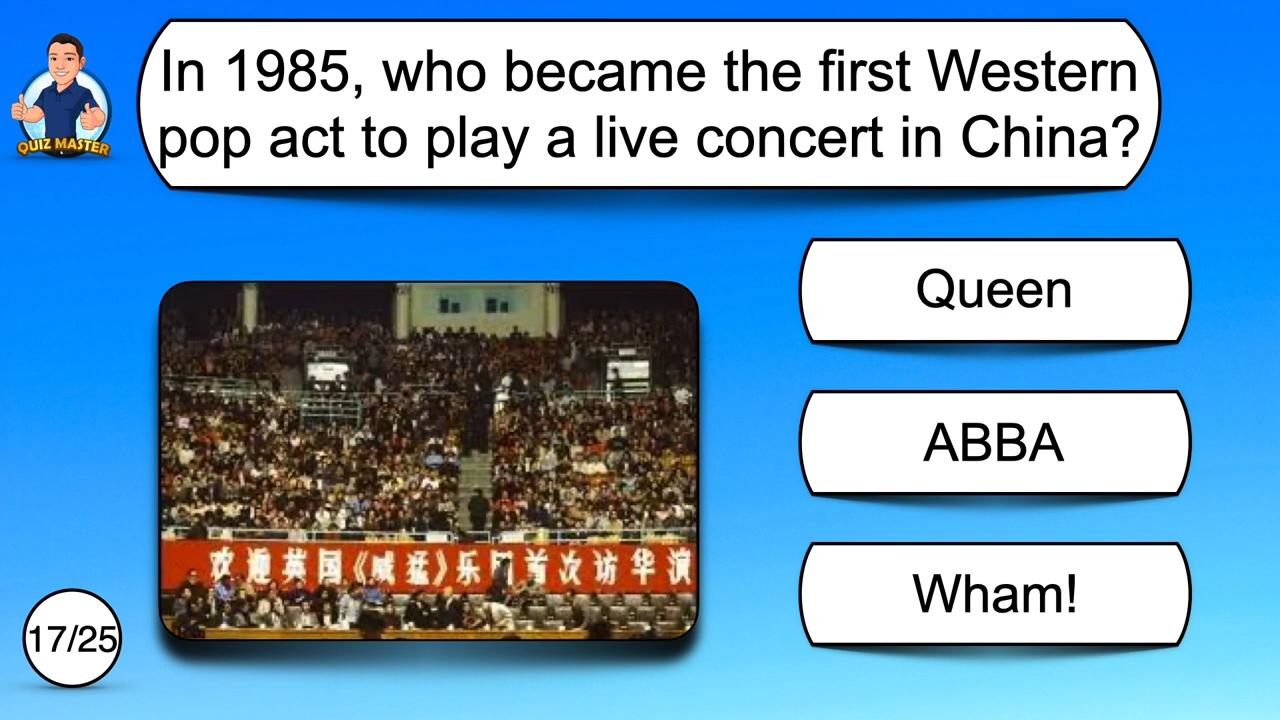 In 1985, who became the first Western
pop act to play a live concert in China?
QUIZ MASTER
Queen
ABBA
Wham!
欢迎英国《喊猛》乐团首次访华演
17/25